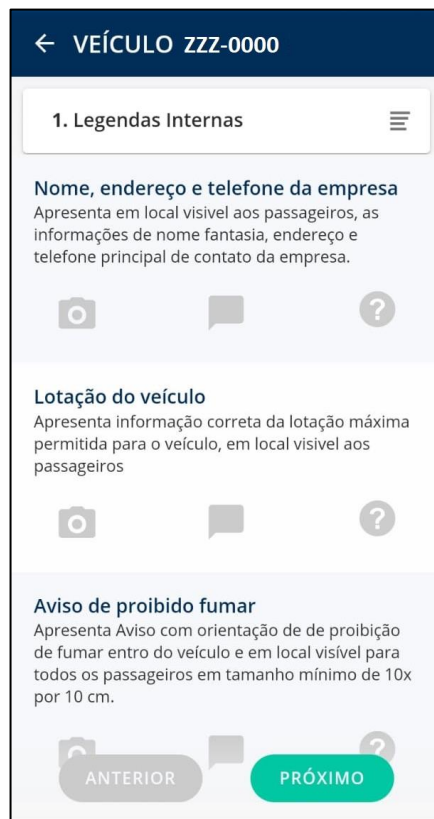 VEÍCULO ZZZ-0000
1. Legendas Internas
Nome, endereço e telefone da empresa
Apresenta em local visivel aos passageiros, as
informações de nome fantasia, endereço e
telefone principal de contato da empresa.
Lotação do veículo
Apresenta informação correta da lotação máxima
permitida para o veículo, em local visivel aos
passageiros
Aviso de proibido fumar
Apresenta Aviso com orientação de de proibição
de fumar entro do veículo e em local visível para
todos os passageiros em tamanho mínimo de 10x
por 10 cm.
ANTERIOR PRÓXIMO